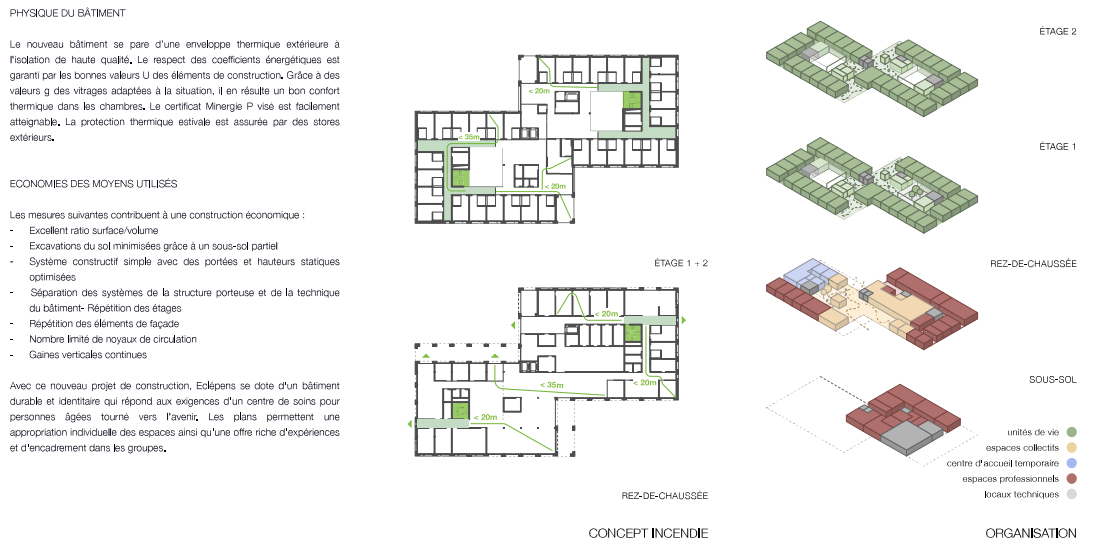 PHYSIQUE DU BÂTIMENT
Le nouveau bâtiment se pare d'une enveloppe thermique extérieure à
l'isolation de haute qualité. Le respect des coefficients énergétiques est
garanti par les bonnes valeurs U des éléments de construction. Grâce à des
valeurs g des vitrages adaptées à la situation, il en résulte un bon confort
thermique dans les chambres. Le certificat Minergie P visé est facilement
atteignable. La protection thermique estivale est assurée par des stores
extérieurs.
ECONOMIES DES MOYENS UTILISÉS
Les mesures suivantes contribuent à une construction économique :
- Excellent ratio surface/volume
- Excavations du sol minimisées grâce à un sous-sol partiel
- Système constructif simple avec des portées et hauteurs statiques
optimisées
- Séparation des systèmes de la structure porteuse et de la technique
du bâtiment- Répétition des étages
- Répétition des éléments de façade
- Nombre limité de noyaux de circulation
- Gaines verticales continues
Avec ce nouveau projet de construction, Eclépens se dote d'un bâtiment
durable et identitaire qui répond aux exigences d'un centre de soins pour
personnes âgées tourné vers l'avenir. Les plans permettent une
appropriation individuelle des espaces ainsi qu'une offre riche d'expériences
et d'encadrement dans les groupes.
< 20m
< 35m
< 20m
ÉTAGE 1 + 2
< 20m
< 35m
< 20m
< 20m
REZ-DE-CHAUSSÉE
CONCEPT INCENDIE
ÉTAGE 2
ÉTAGE 1
REZ-DE-CHAUSSÉE
SOUS-SOL
unités de vie
espaces collectifs
centre d'accueil temporaire
espaces professionnels
locaux techniques
ORGANISATION